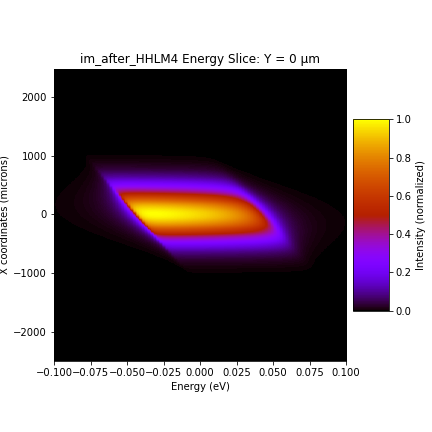 im_after_HHLM4 Energy Slice: Y = 0 μm
2000
1000
0
−1000
−2000
X coordinates (microns)
−0.100 −0.075 −0.050 −0.025 0.000 0.025 0.050 0.075 0.100
Energy (eV)
1.0
0.8
0.6
0.4
0.2
0.0
Intensity (normalized)